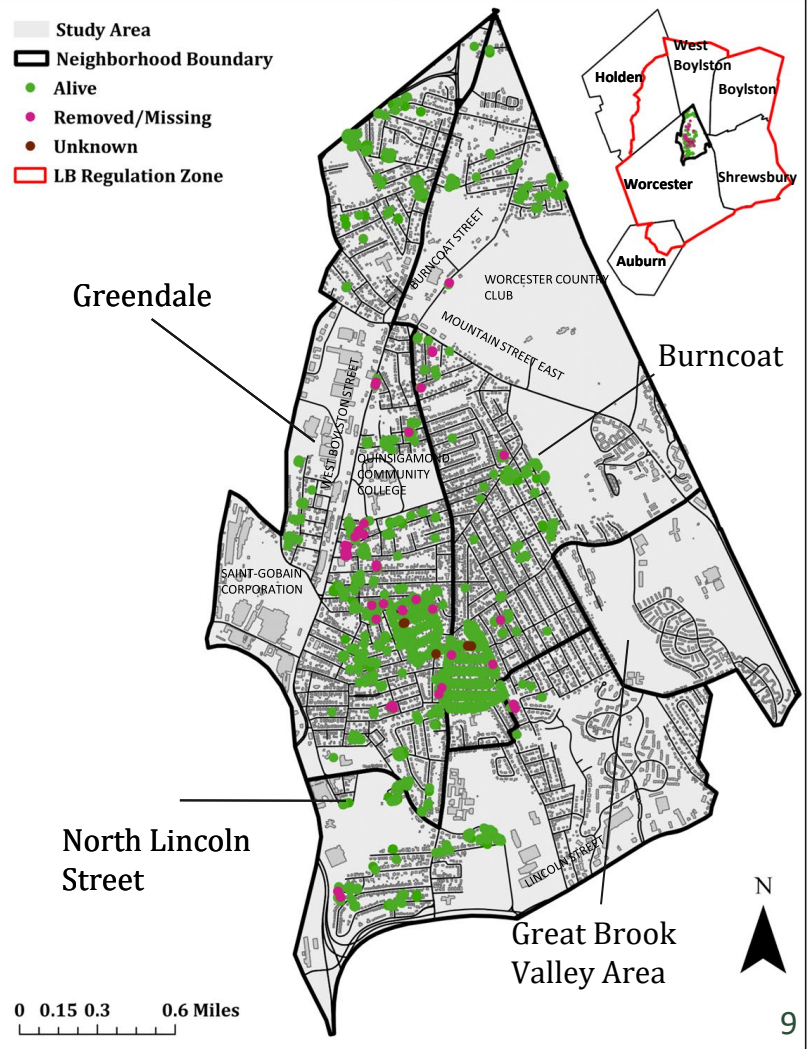 Study Area
Neighborhood Boundary
Alive
Removed/Missing
Unknown
LB Regulation Zone
West
Boylston
Holden
Boylston
Worcester
Shrewsbury
Auburn
BURNCOAT STREET
WORCESTER COUNTRY
CLUB
MOUNTAIN STREET EAST
Greendale
Burncoat
WEST BOYLSTON STREET
QUINSIGAMOND
COMMUNITY
COLLEGE
SAINT-GOBAIN
CORPORATION
North Lincoln
Street
LINCOLN STREET
Great Brook
Valley Area
N
0 0.15 0.3 0.6 Miles
9